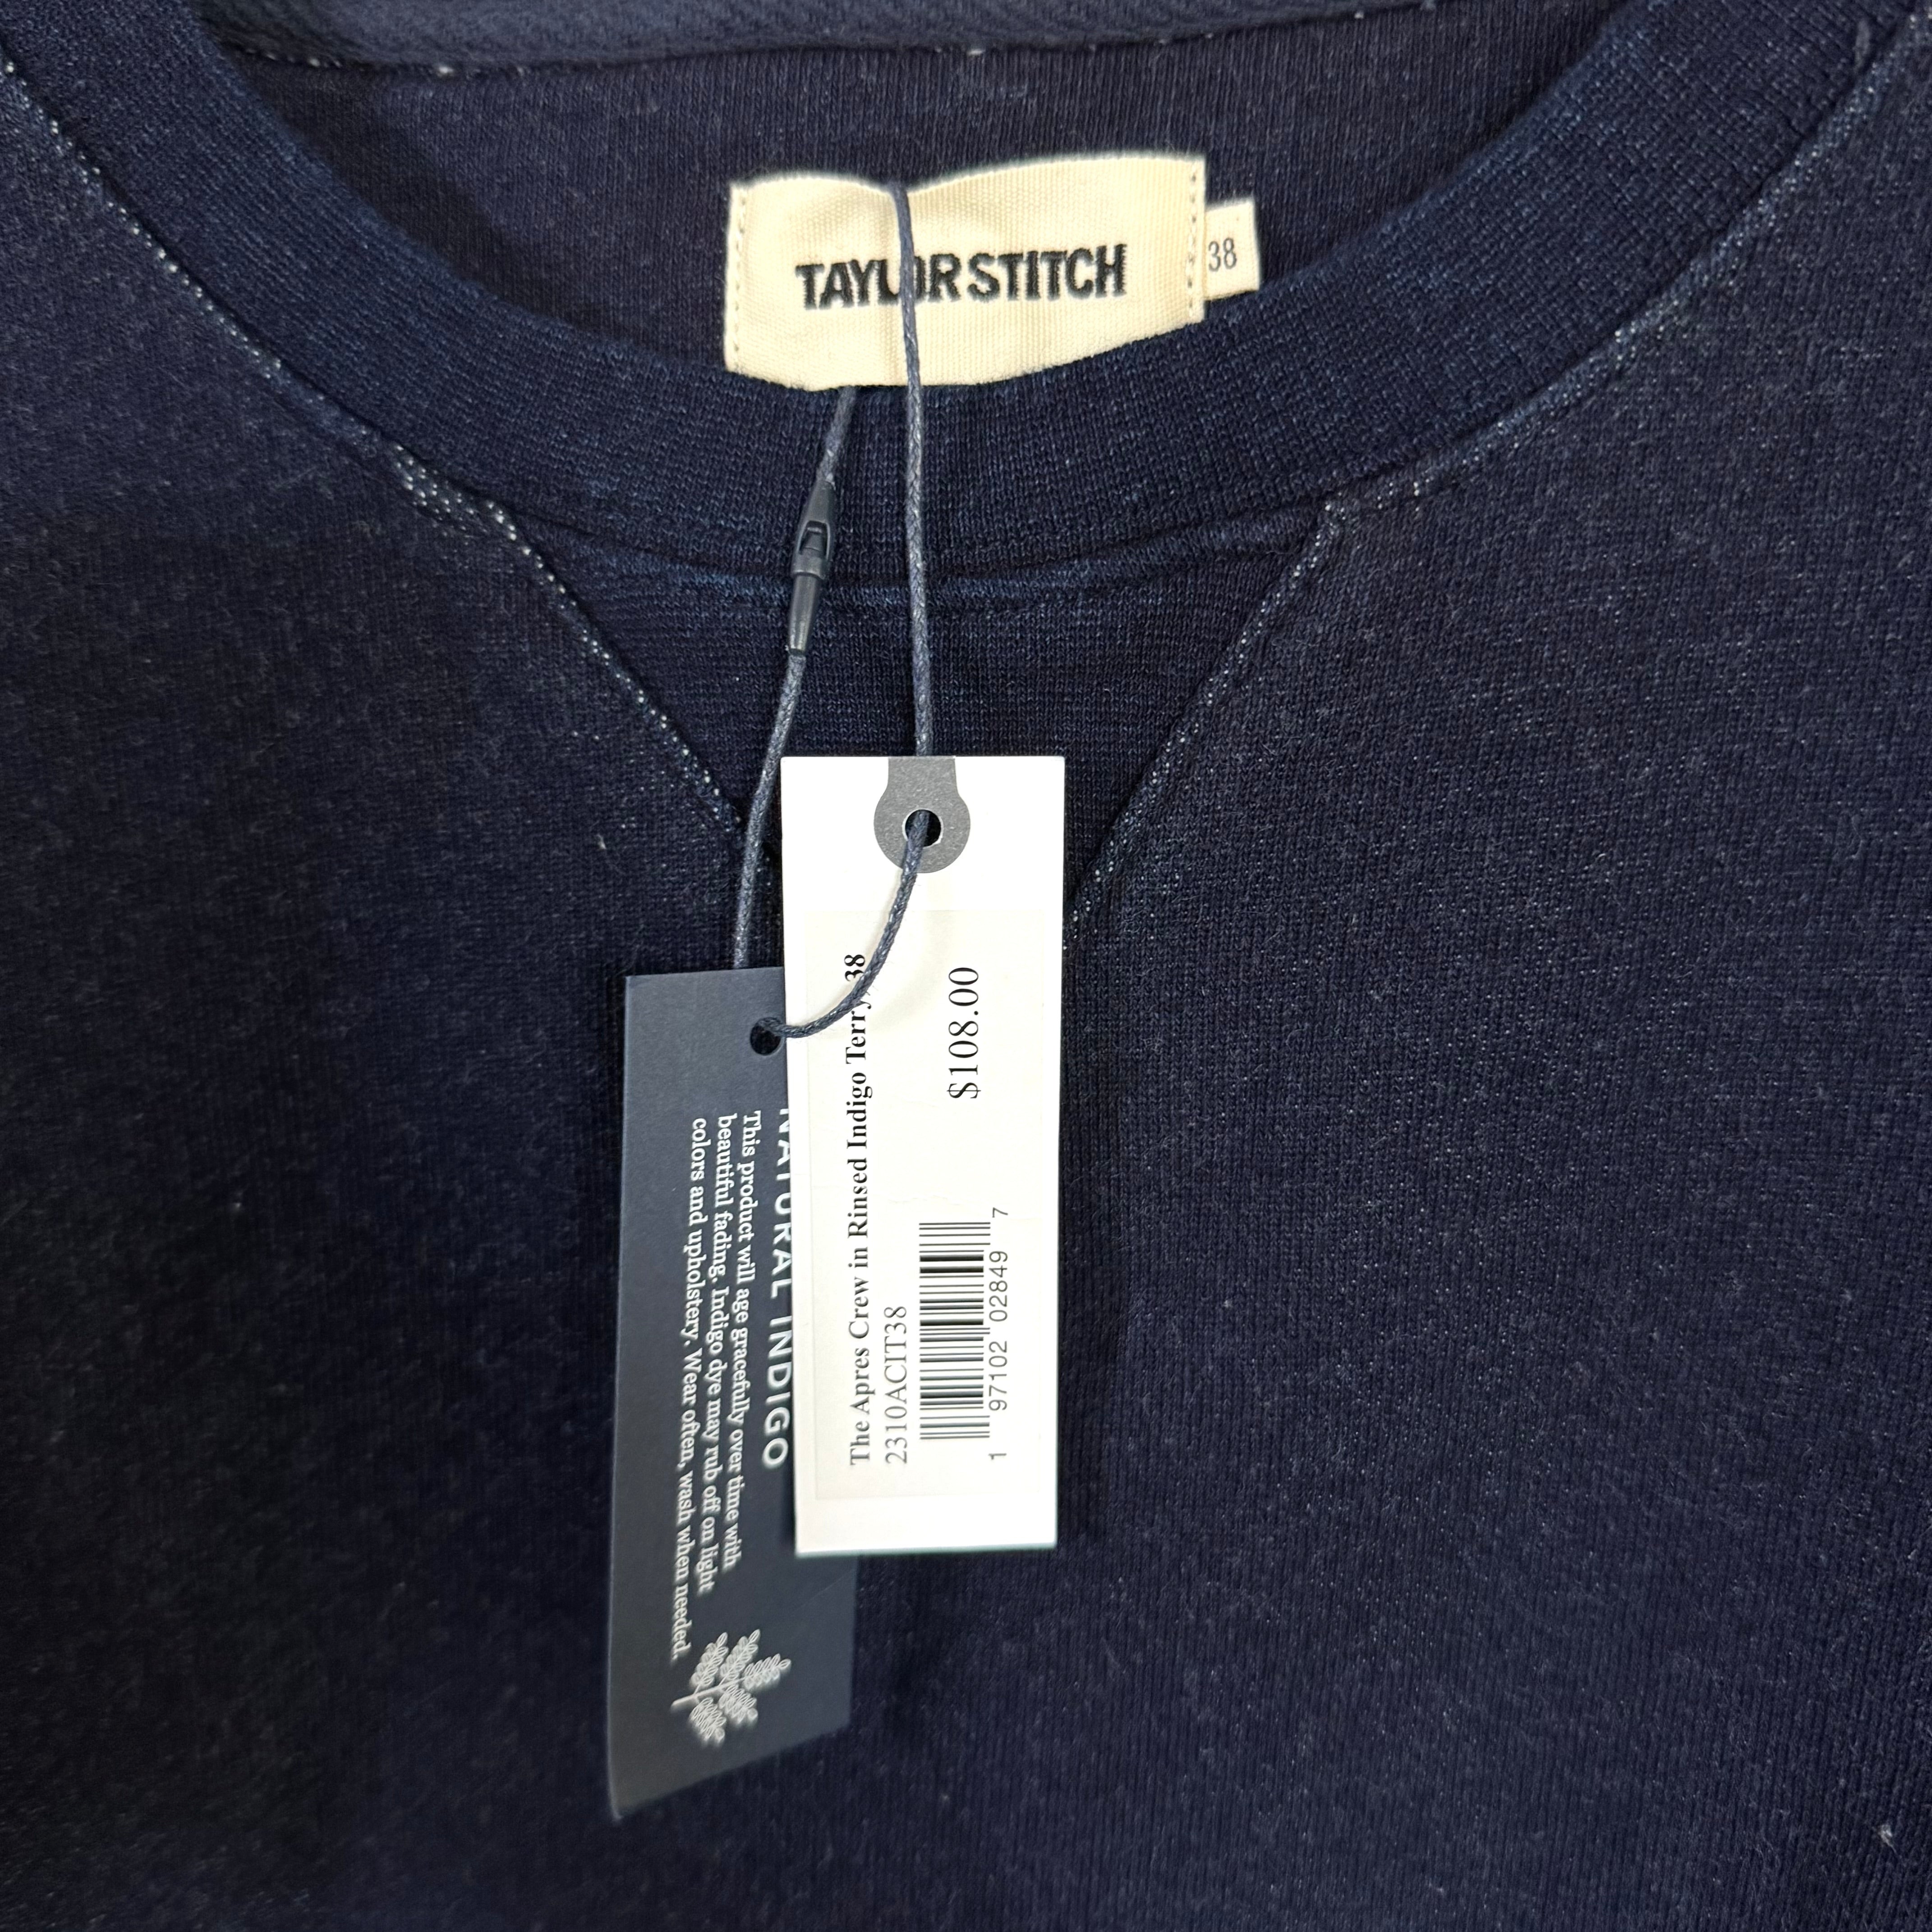 TAYLOR STITCH
38
The Apres Crew in Rinsed Indigo Terry, 38
2310ACIT38
$108.00
1 97102 02849 7
NATURAL INDIGO
This product will age gracefully over time with
beautiful fading. Indigo dye may rub off on light
colors and upholstery. Wear often, wash when needed.